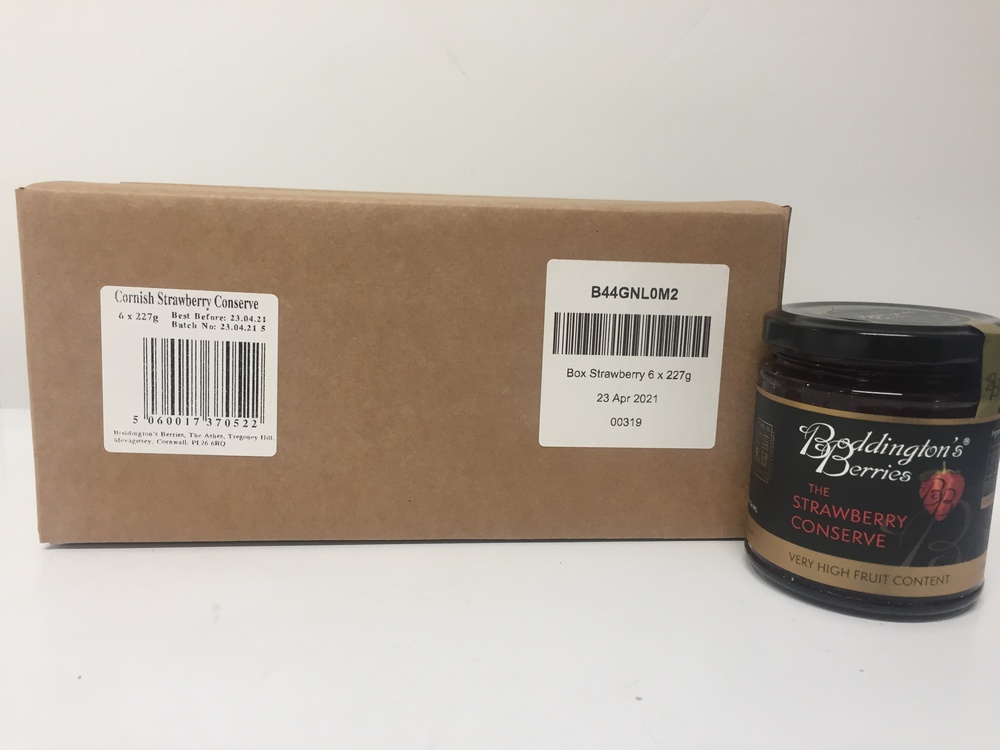 Cornish Strawberry Conserve
6 x 227g Best Before: 23.04.21
Batch No: 23.04.21 5
5 060017 370522
Boddington's Berries, The Ashes, Tregoney Hill,
Mevagissey, Cornwall. PL26 6RQ
B44GNL0M2
Box Strawberry 6 x 227g
23 Apr 2021
00319
Boddington's®
Berries
THE
STRAWBERRY
CONSERVE
VERY HIGH FRUIT CONTENT